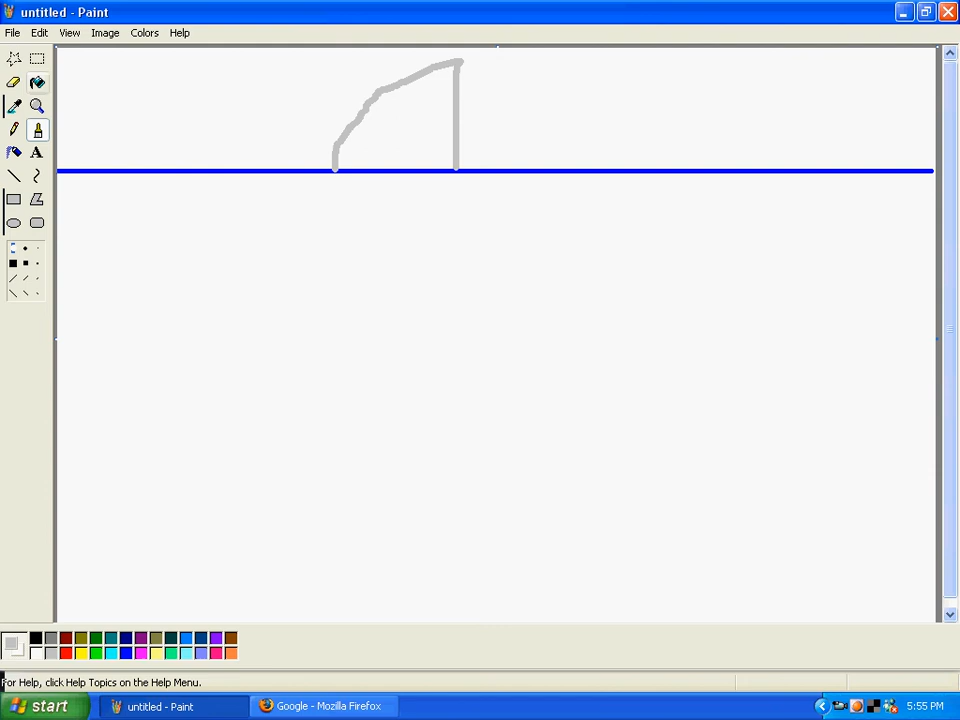 untitled - Paint
File Edit View Image Colors Help
A
For Help, click Help Topics on the Help Menu.
start untitled - Paint Google - Mozilla Firefox 5:55 PM